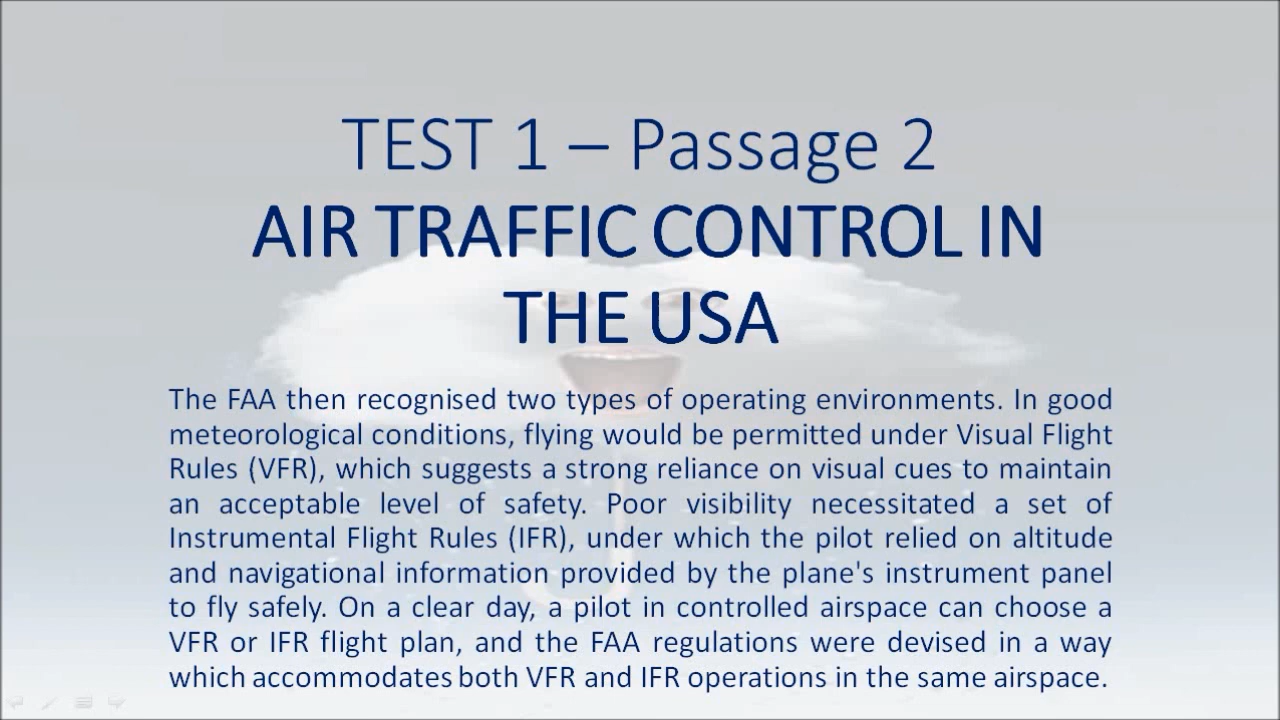 TEST 1 – Passage 2
AIR TRAFFIC CONTROL IN
THE USA
The FAA then recognised two types of operating environments. In good
meteorological conditions, flying would be permitted under Visual Flight
Rules (VFR), which suggests a strong reliance on visual cues to maintain
an acceptable level of safety. Poor visibility necessitated a set of
Instrumental Flight Rules (IFR), under which the pilot relied on altitude
and navigational information provided by the plane's instrument panel
to fly safely. On a clear day, a pilot in controlled airspace can choose a
VFR or IFR flight plan, and the FAA regulations were devised in a way
which accommodates both VFR and IFR operations in the same airspace.